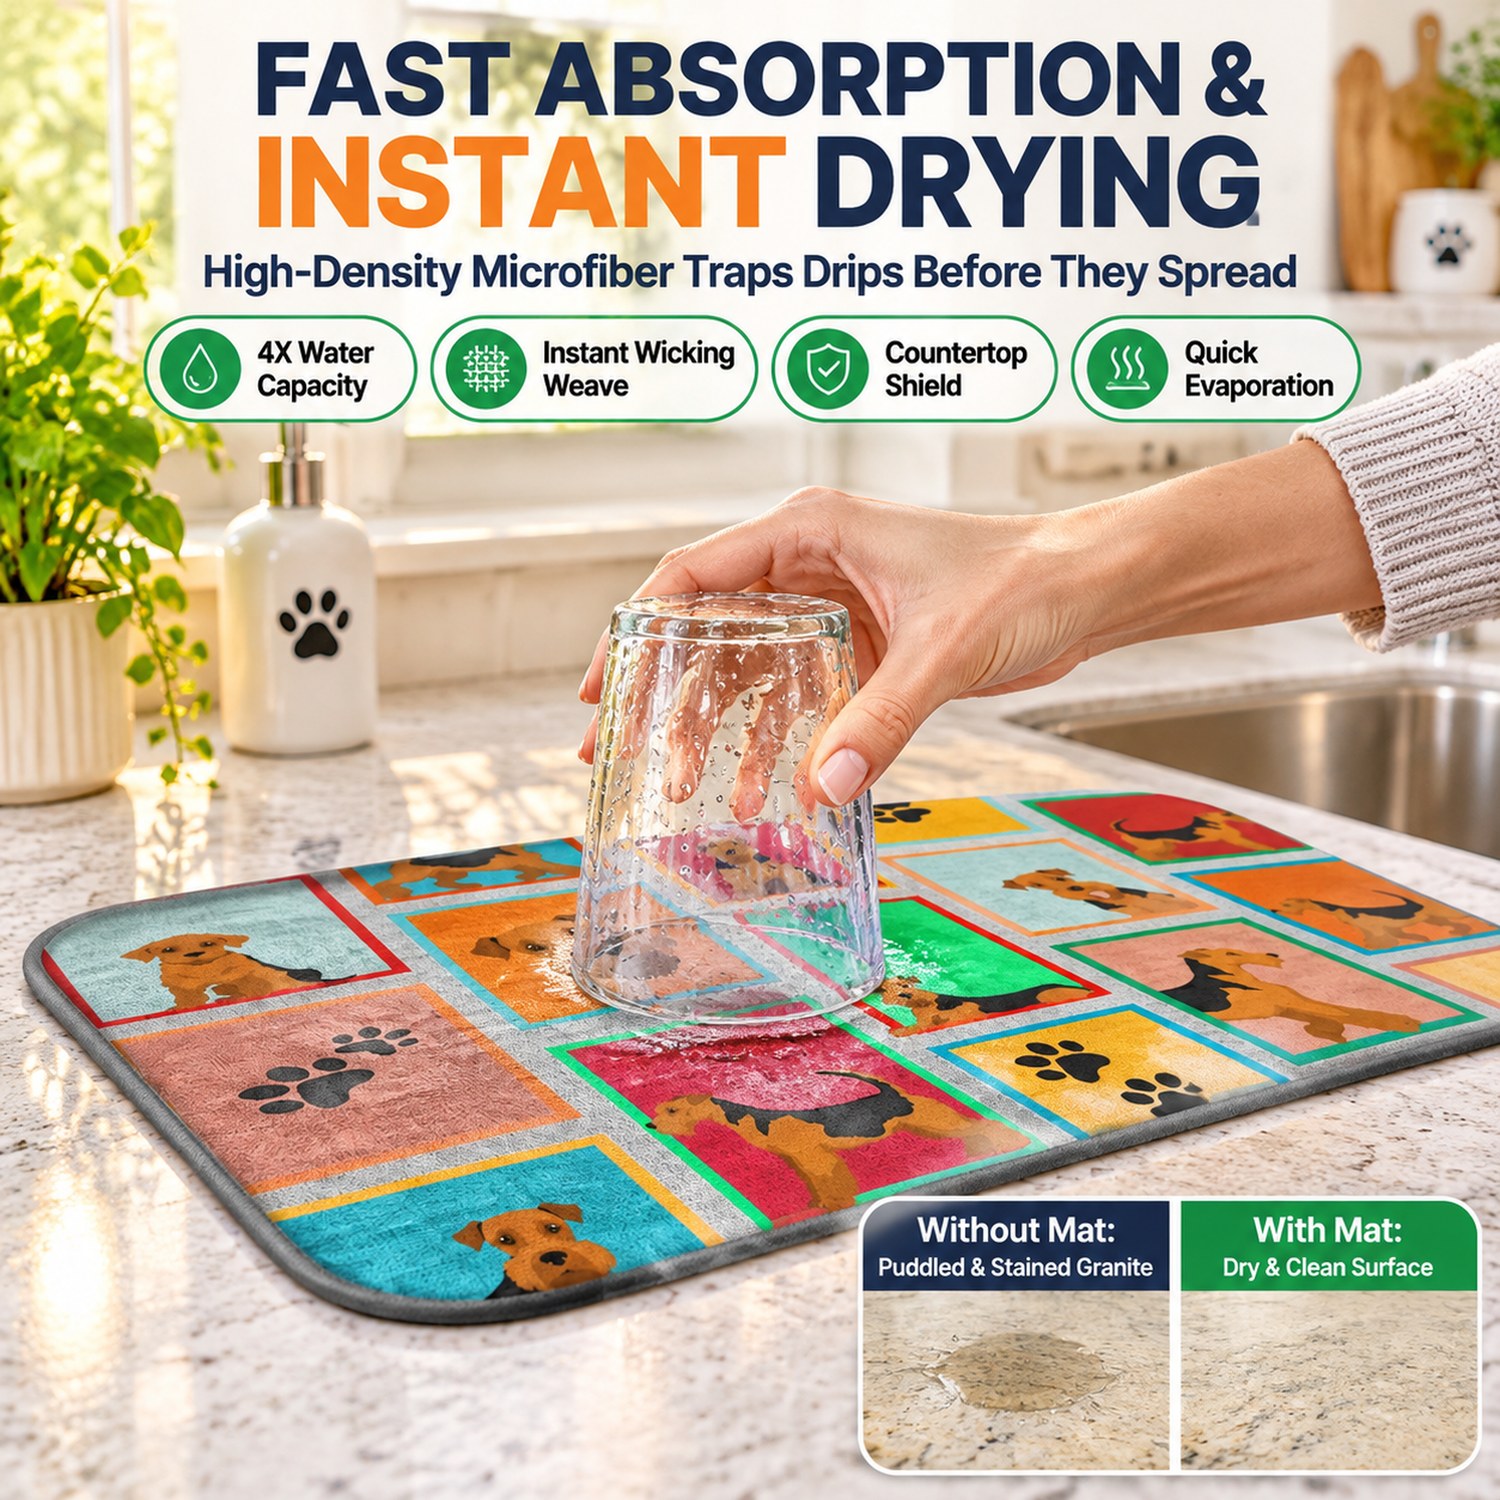 FAST ABSORPTION &
INSTANT DRYING
High-Density Microfiber Traps Drips Before They Spread
4X Water
Capacity
Instant Wicking
Weave
Countertop
Shield
Quick
Evaporation
Without Mat:
Puddled & Stained Granite
With Mat:
Dry & Clean Surface